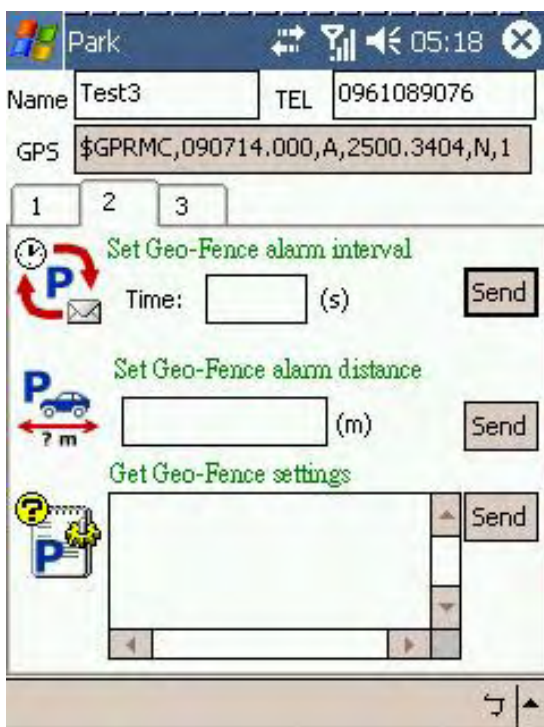 Park 05:18
Name Test3 TEL 0961089076
GPS $GPRMC,090714.000,A,2500.3404,N,1
1 2 3
Set Geo-Fence alarm interval
P Time: (s) Send
Set Geo-Fence alarm distance
P ? m (m) Send
Get Geo-Fence settings
? P Send
ㄅ